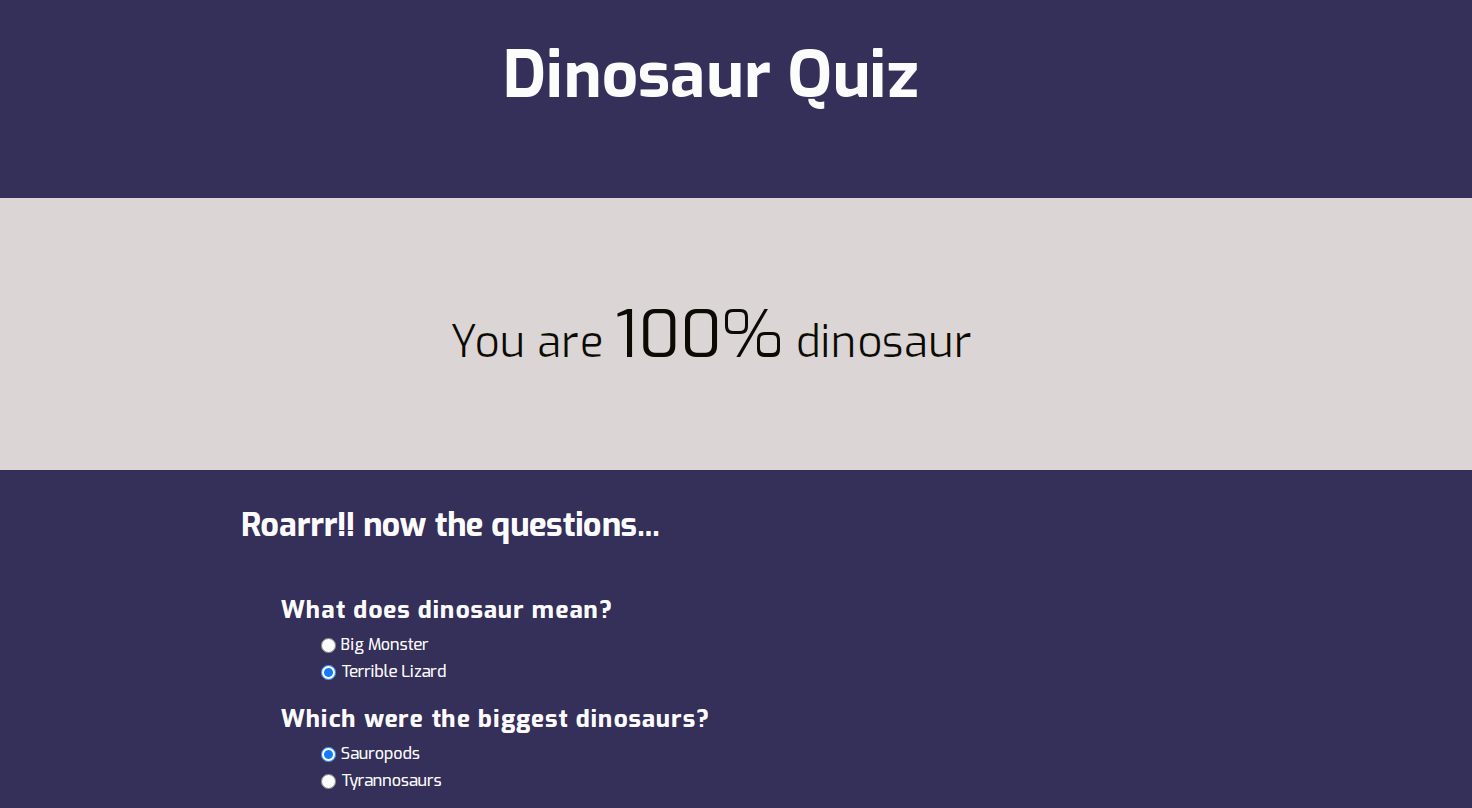 Dinosaur Quiz
You are 100% dinosaur
Roarrr!! now the questions...
What does dinosaur mean?
Big Monster
Terrible Lizard
Which were the biggest dinosaurs?
Sauropods
Tyrannosaurs